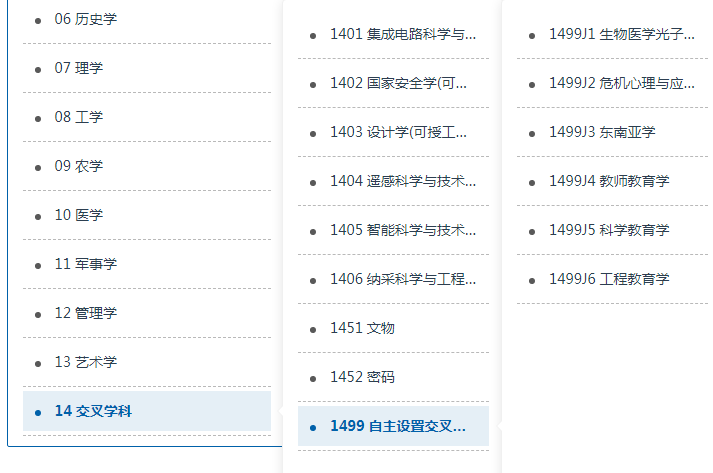 06 历史学
07 理学
08 工学
09 农学
10 医学
11 军事学
12 管理学
13 艺术学
14 交叉学科
1401 集成电路科学与...
1402 国家安全学(可...
1403 设计学(可授工...
1404 遥感科学与技术...
1405 智能科学与技术...
1406 纳采科学与工程...
1451 文物
1452 密码
1499 自主设置交叉...
1499J1 生物医学光子...
1499J2 危机心理与应...
1499J3 东南亚学
1499J4 教师教育学
1499J5 科学教育学
1499J6 工程教育学